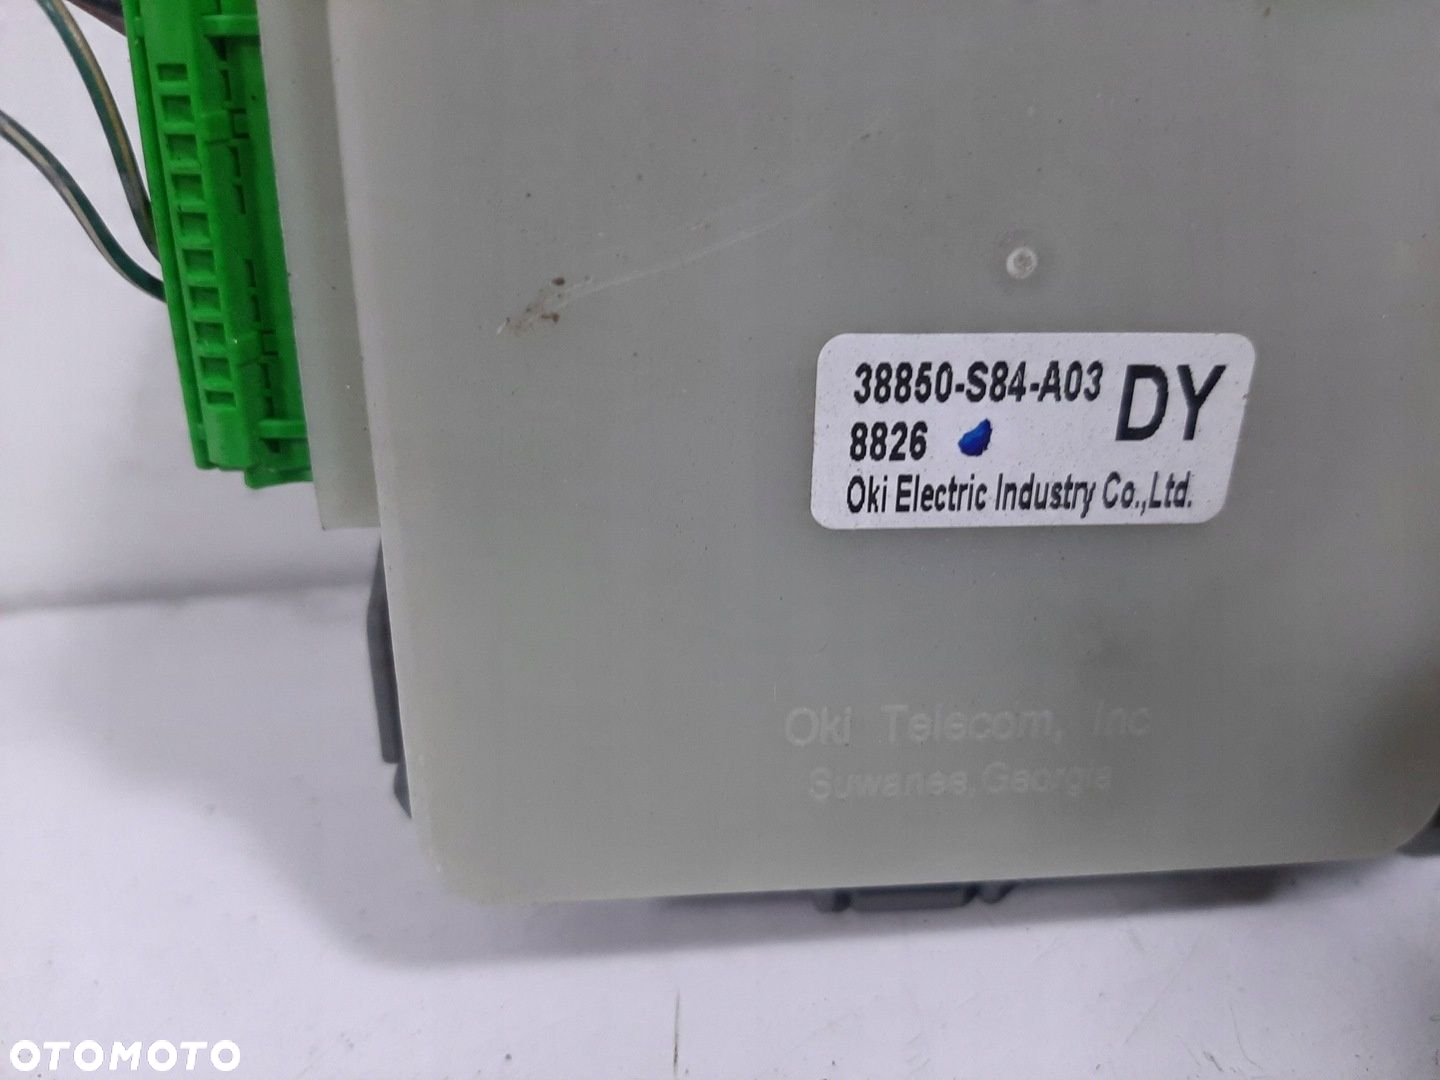 38850-S84-A03 DY
8826
Oki Electric Industry Co.,Ltd.
Oki Telecom, Inc
Suwanee, Georgia
OTOMOTO